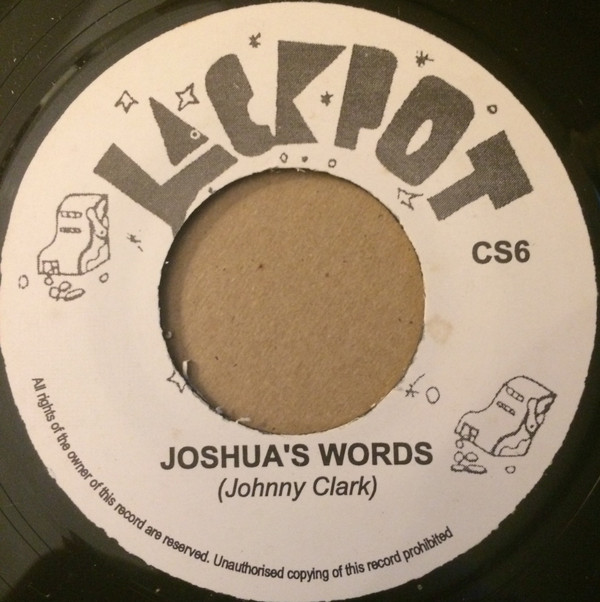 JACKPOT
CS6
JOSHUA'S WORDS
(Johnny Clark)
All rights of the owner of this record are reserved. Unauthorised copying of this record prohibited